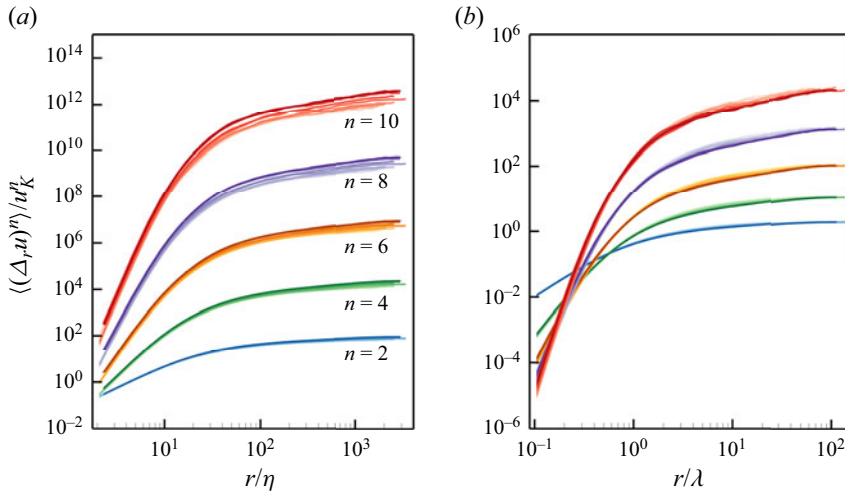 (a)
10^14
10^12
10^10
10^8
10^6
10^4
10^2
10^0
10^–2
⟨(Δ_r u)^n⟩/u_K^n
n = 10
n = 8
n = 6
n = 4
n = 2
10^1 10^2 10^3
r/η
(b)
10^6
10^4
10^2
10^0
10^–2
10^–4
10^–6
10^–1 10^0 10^1 10^2
r/λ